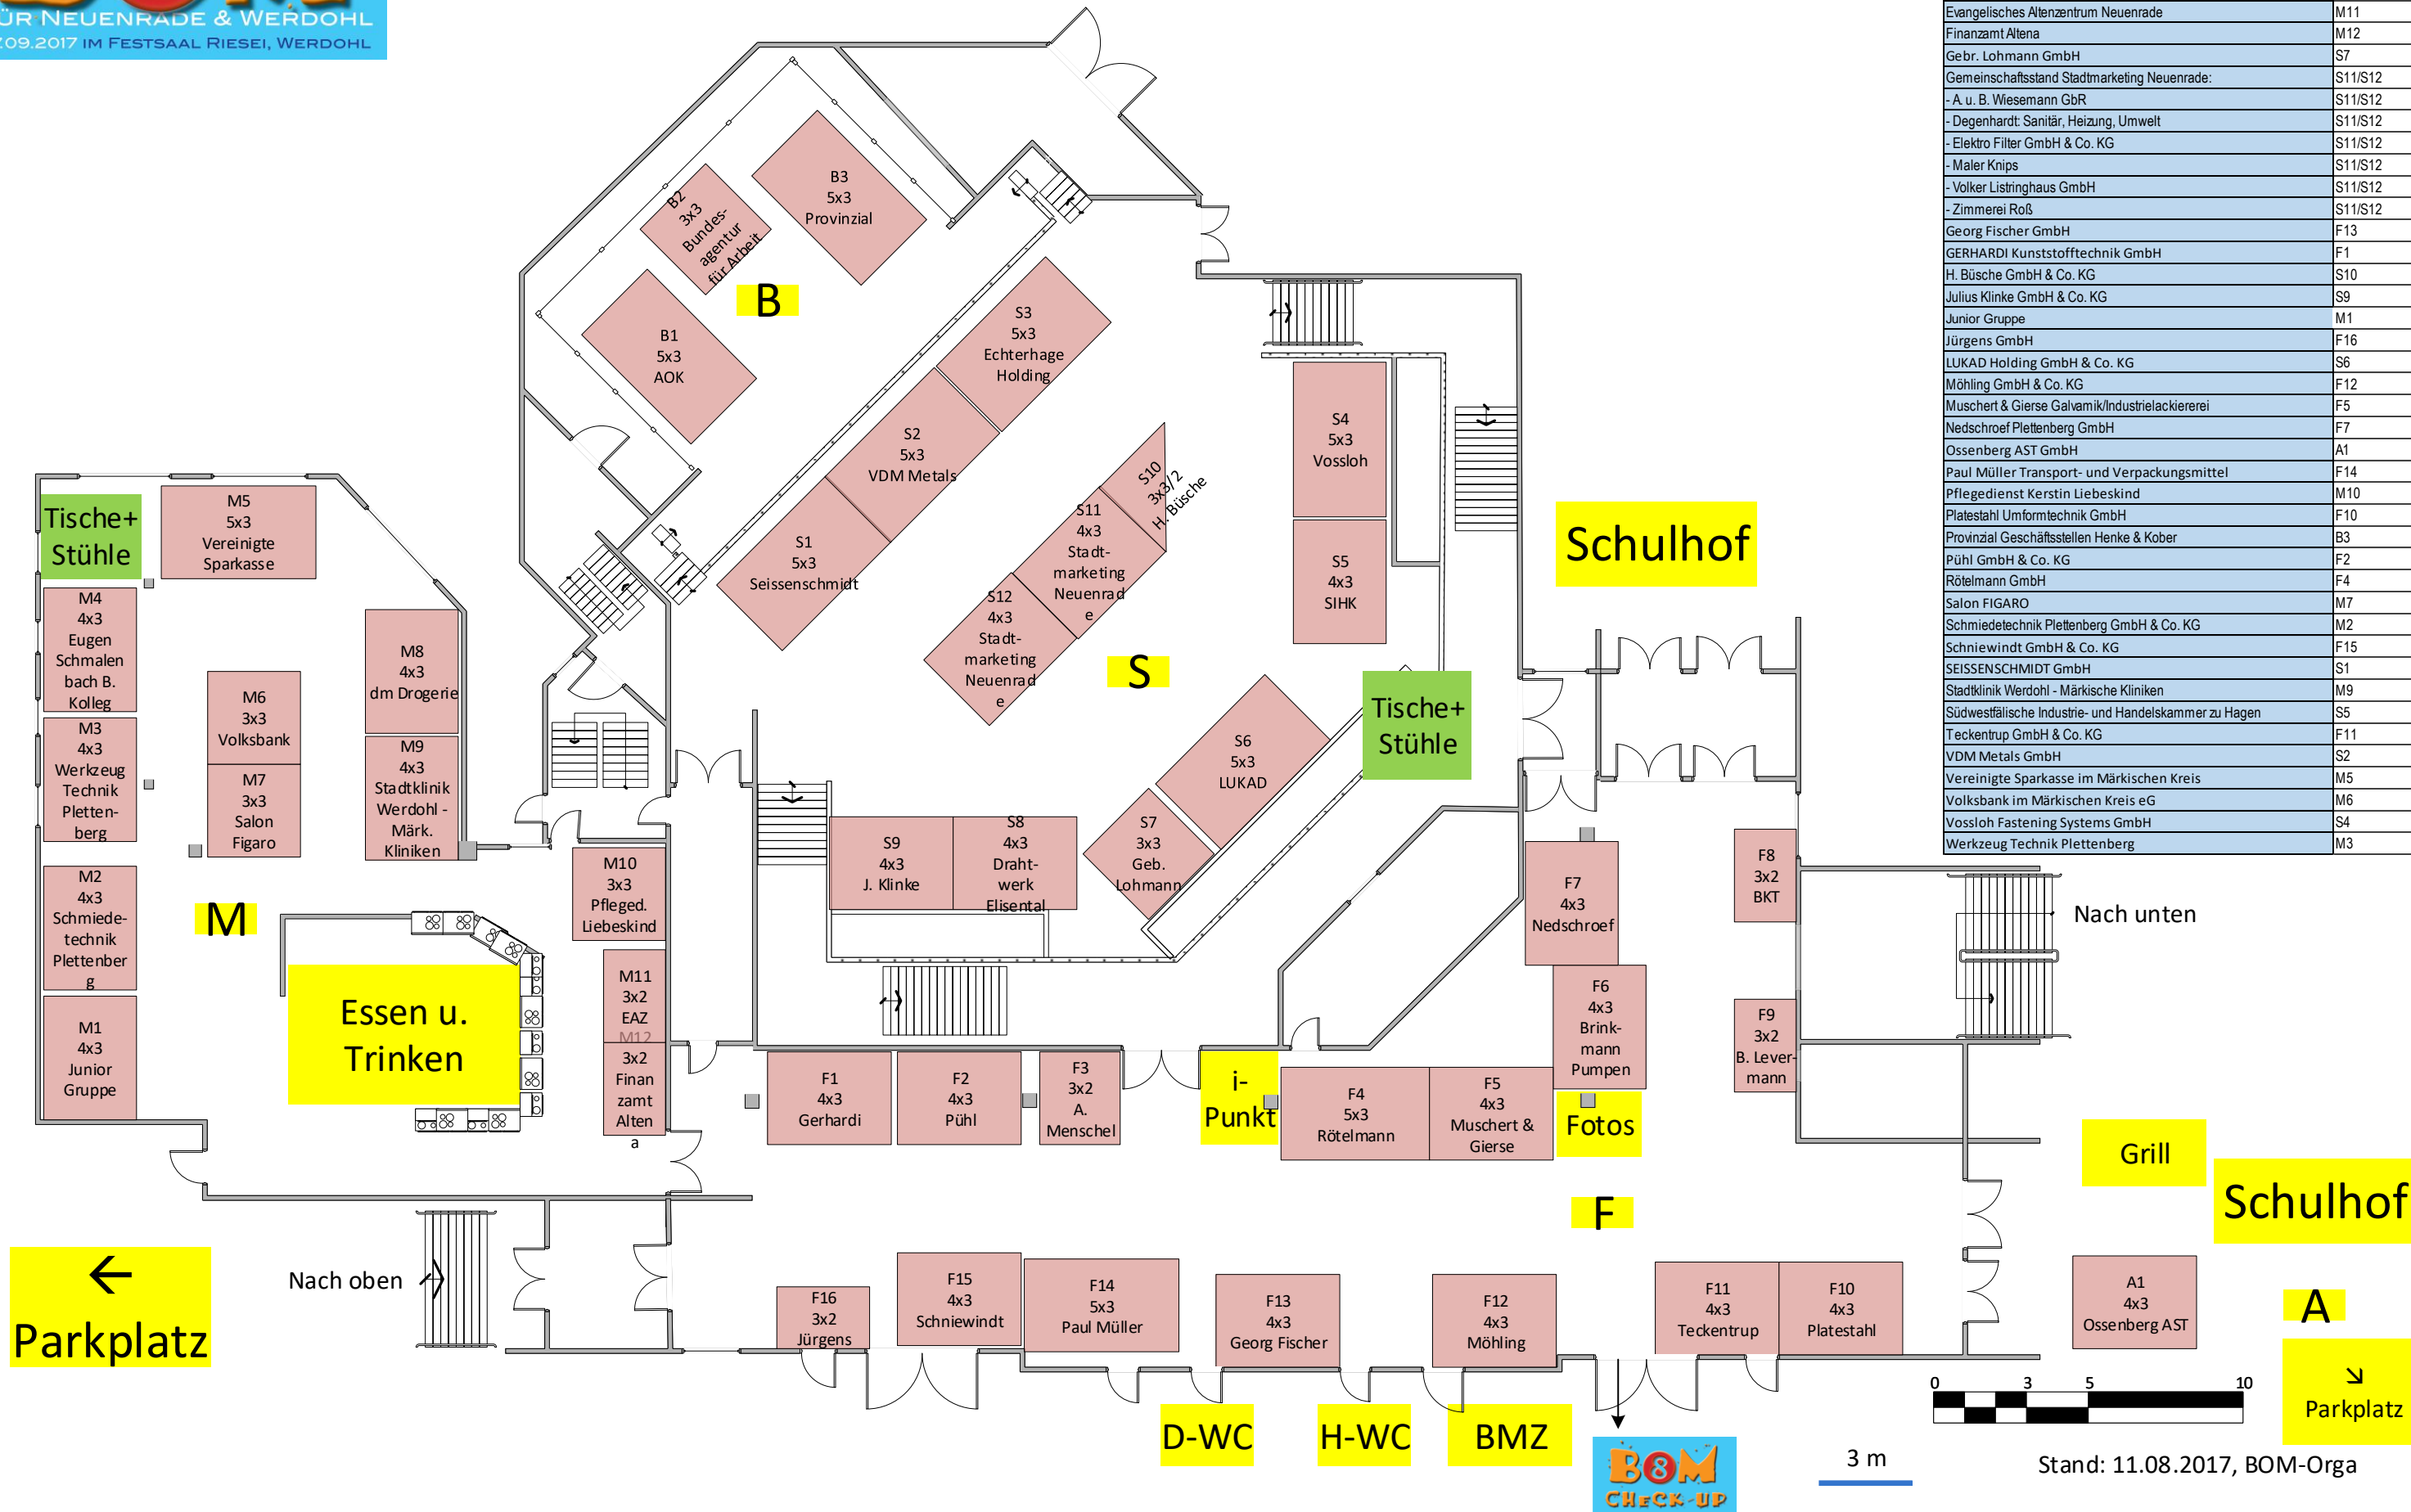 FÜR NEUENRADE & WERDOHL
.09.2017 IM FESTSAAL RIESEI, WERDOHL
Evangelisches Altenzentrum Neuenrade M11
Finanzamt Altena M12
Gebr. Lohmann GmbH S7
Gemeinschaftsstand Stadtmarketing Neuenrade: S11/S12
- A. u. B. Wiesemann GbR S11/S12
- Degenhardt: Sanitär, Heizung, Umwelt S11/S12
- Elektro Filter GmbH & Co. KG S11/S12
- Maler Knips S11/S12
- Volker Listringhaus GmbH S11/S12
- Zimmerei Roß S11/S12
Georg Fischer GmbH F13
GERHARDI Kunststofftechnik GmbH F1
H. Büsche GmbH & Co. KG S10
Julius Klinke GmbH & Co. KG S9
Junior Gruppe M1
Jürgens GmbH F16
LUKAD Holding GmbH & Co. KG S6
Möhling GmbH & Co. KG F12
Muschert & Gierse Galvamik/Industrielackiererei F5
Nedschroef Plettenberg GmbH F7
Ossenberg AST GmbH A1
Paul Müller Transport- und Verpackungsmittel F14
Pflegedienst Kerstin Liebeskind M10
Platestahl Umformtechnik GmbH F10
Provinzial Geschäftsstellen Henke & Kober B3
Pühl GmbH & Co. KG F2
Rötelmann GmbH F4
Salon FIGARO M7
Schmiedetechnik Plettenberg GmbH & Co. KG M2
Schniewindt GmbH & Co. KG F15
SEISSENSCHMIDT GmbH S1
Stadtklinik Werdohl - Märkische Kliniken M9
Südwestfälische Industrie- und Handelskammer zu Hagen S5
Teckentrup GmbH & Co. KG F11
VDM Metals GmbH S2
Vereinigte Sparkasse im Märkischen Kreis M5
Volksbank im Märkischen Kreis eG M6
Vossloh Fastening Systems GmbH S4
Werkzeug Technik Plettenberg M3
B3
5x3
Provinzial
B2
3x3
Bundes-
agentur
für Arbeit
B
B1
5x3
AOK
S3
5x3
Echterhage
Holding
S2
5x3
VDM Metals
S1
5x3
Seissenschmidt
S10
3x3/2
H. Büsche
S11
4x3
Stadt-
marketing
Neuenrad
e
S12
4x3
Stadt-
marketing
Neuenrad
e
S4
5x3
Vossloh
S5
4x3
SIHK
S
Schulhof
Tische+
Stühle
S6
5x3
LUKAD
S7
3x3
Geb.
Lohmann
S8
4x3
Draht-
werk
Elisental
S9
4x3
J. Klinke
Tische+
Stühle
M5
5x3
Vereinigte
Sparkasse
M4
4x3
Eugen
Schmalen
bach B.
Kolleg
M3
4x3
Werkzeug
Technik
Pletten-
berg
M6
3x3
Volksbank
M7
3x3
Salon
Figaro
M8
4x3
dm Drogerie
M9
4x3
Stadtklinik
Werdohl -
Märk.
Kliniken
M2
4x3
Schmiede-
technik
Plettenber
g
M
M1
4x3
Junior
Gruppe
Essen u.
Trinken
M10
3x3
Pfleged.
Liebeskind
M11
3x2
EAZ
M12
3x2
Finan
zamt
Alten
a
F1
4x3
Gerhardi
F2
4x3
Pühl
F3
3x2
A.
Menschel
i-
Punkt
F4
5x3
Rötelmann
F5
4x3
Muschert &
Gierse
Fotos
F6
4x3
Brink-
mann
Pumpen
F7
4x3
Nedschroef
F8
3x2
BKT
F9
3x2
B. Lever-
mann
Nach unten
Grill
Schulhof
F
← Parkplatz
Nach oben
F16
3x2
Jürgens
F15
4x3
Schniewindt
F14
5x3
Paul Müller
F13
4x3
Georg Fischer
F12
4x3
Möhling
F11
4x3
Teckentrup
F10
4x3
Platestahl
A1
4x3
Ossenberg AST
A
↘
Parkplatz
D-WC
H-WC
BMZ
BOM 8
CHECK-UP
0 3 5 10
3 m
Stand: 11.08.2017, BOM-Orga